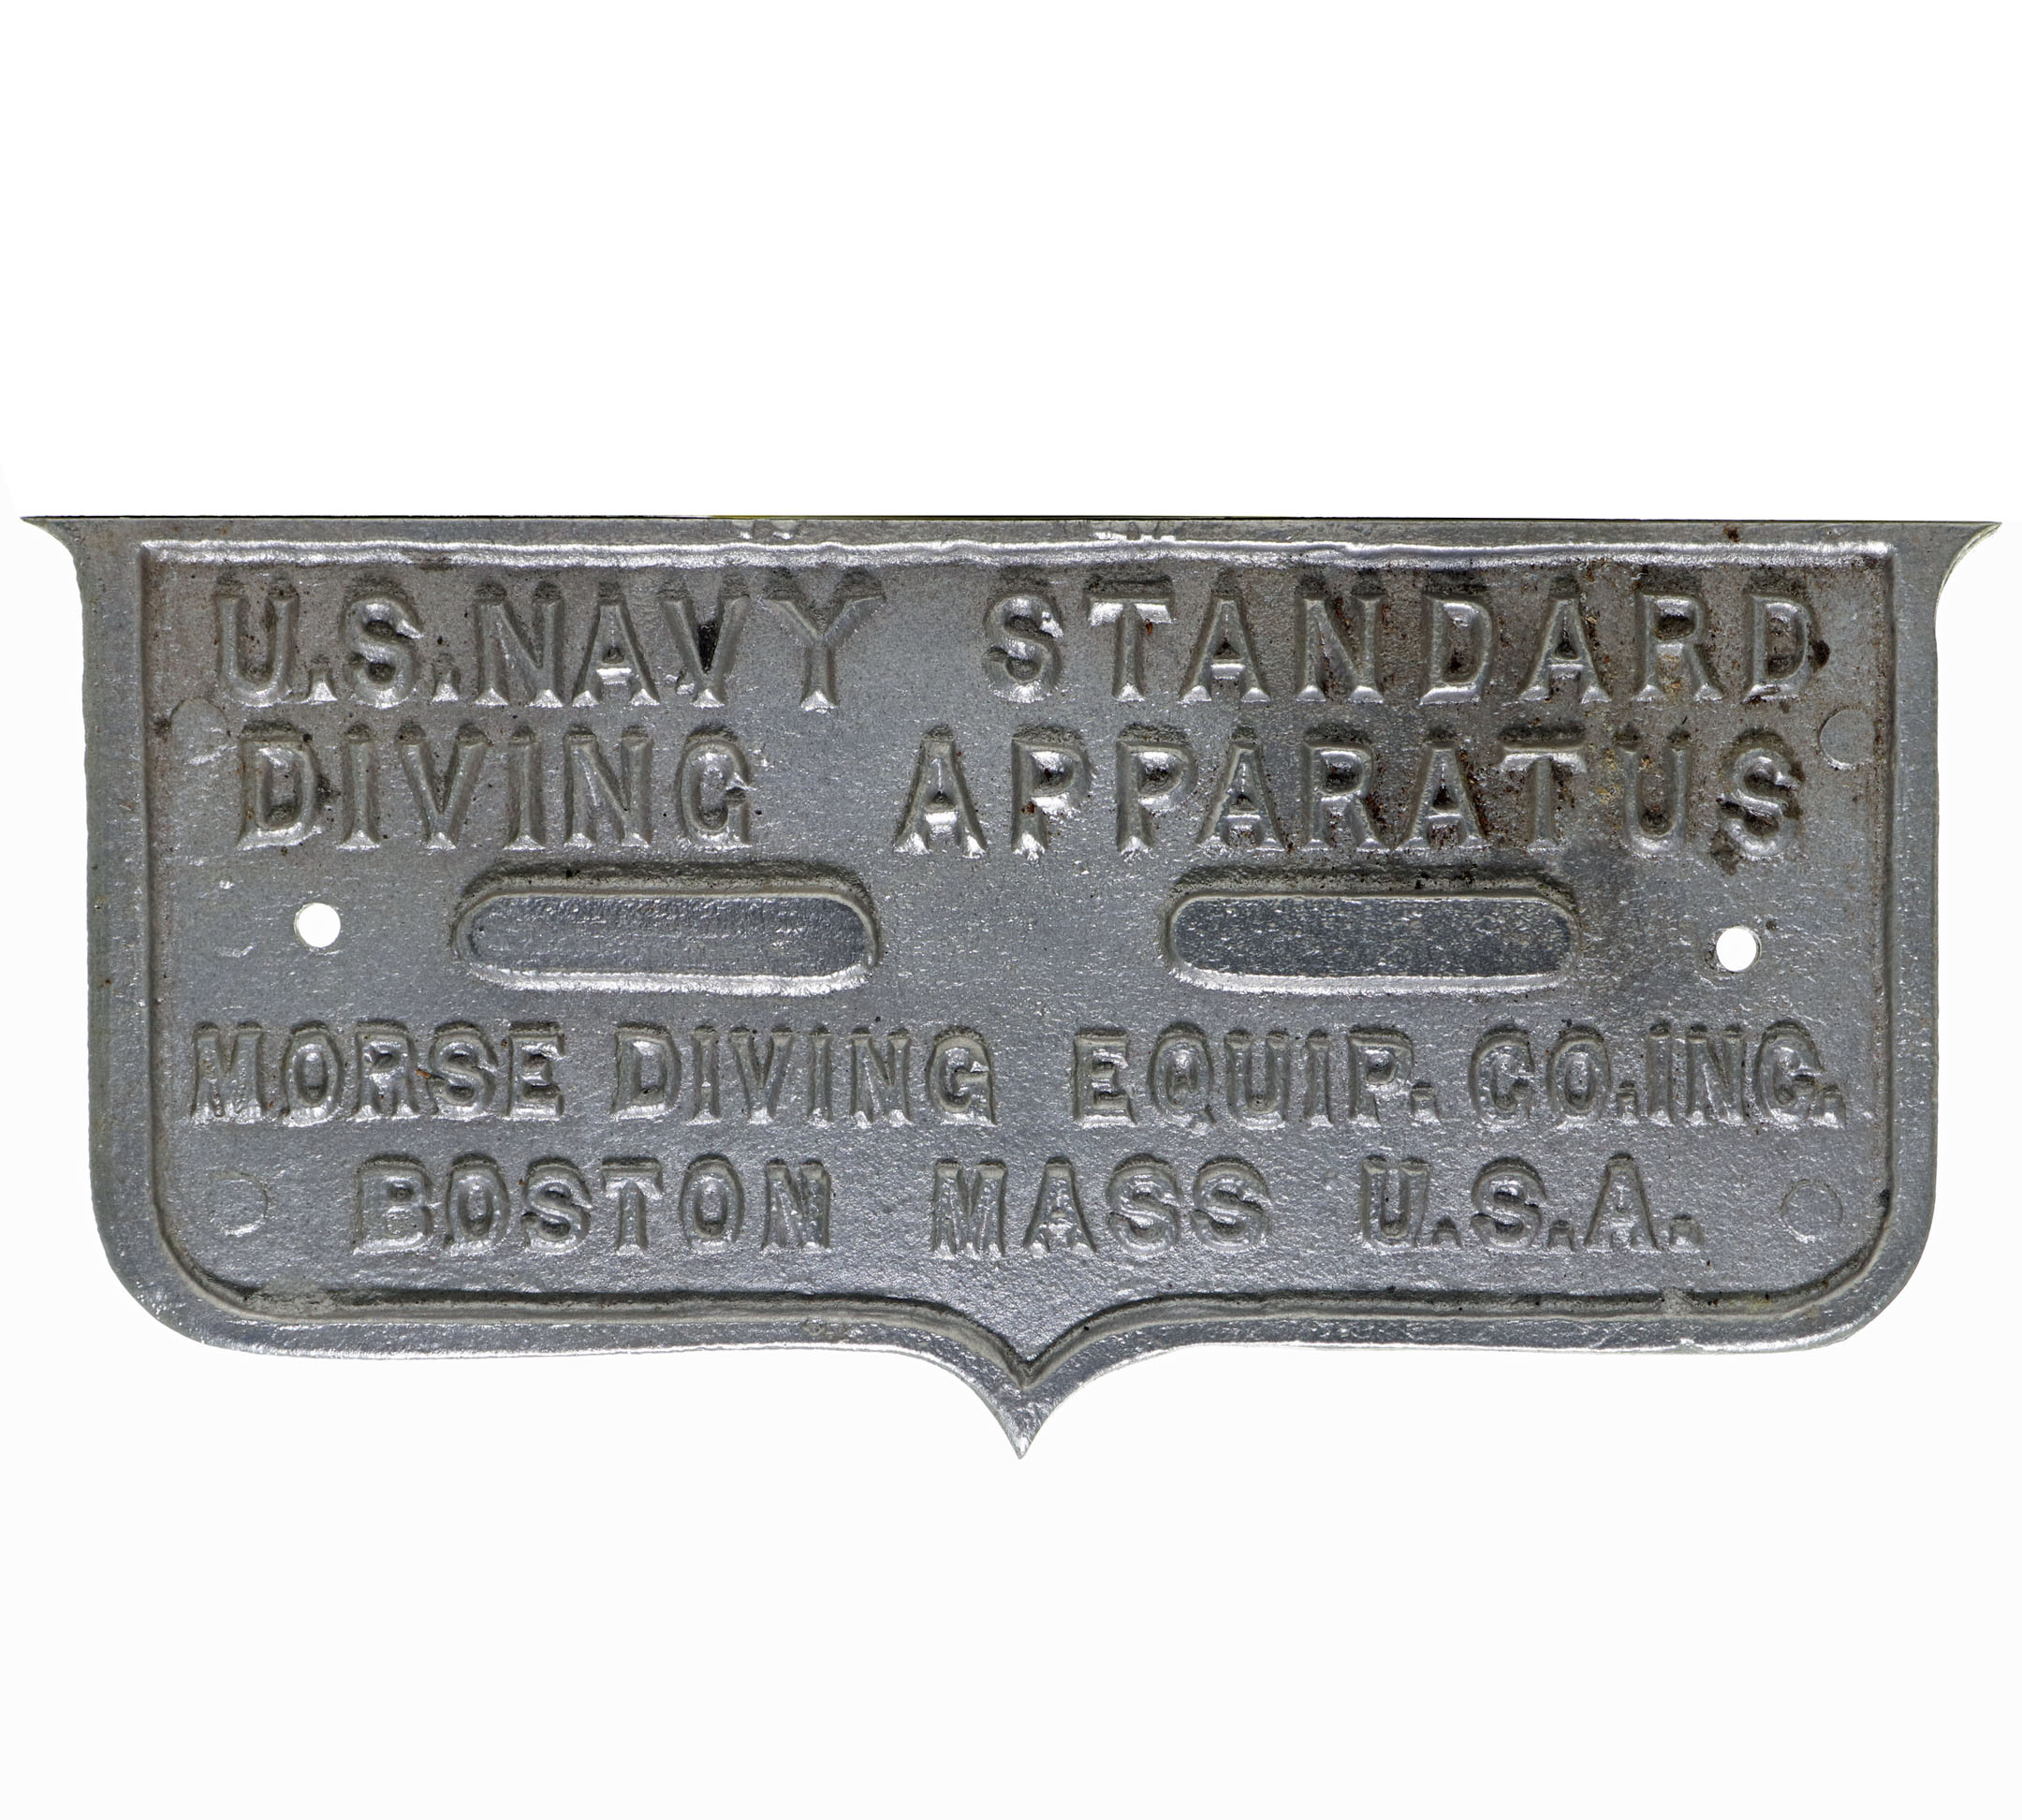 U.S.NAVY STANDARD
DIVING APPARATUS
MORSE DIVING EQUIP. CO.INC.
BOSTON MASS U.S.A.